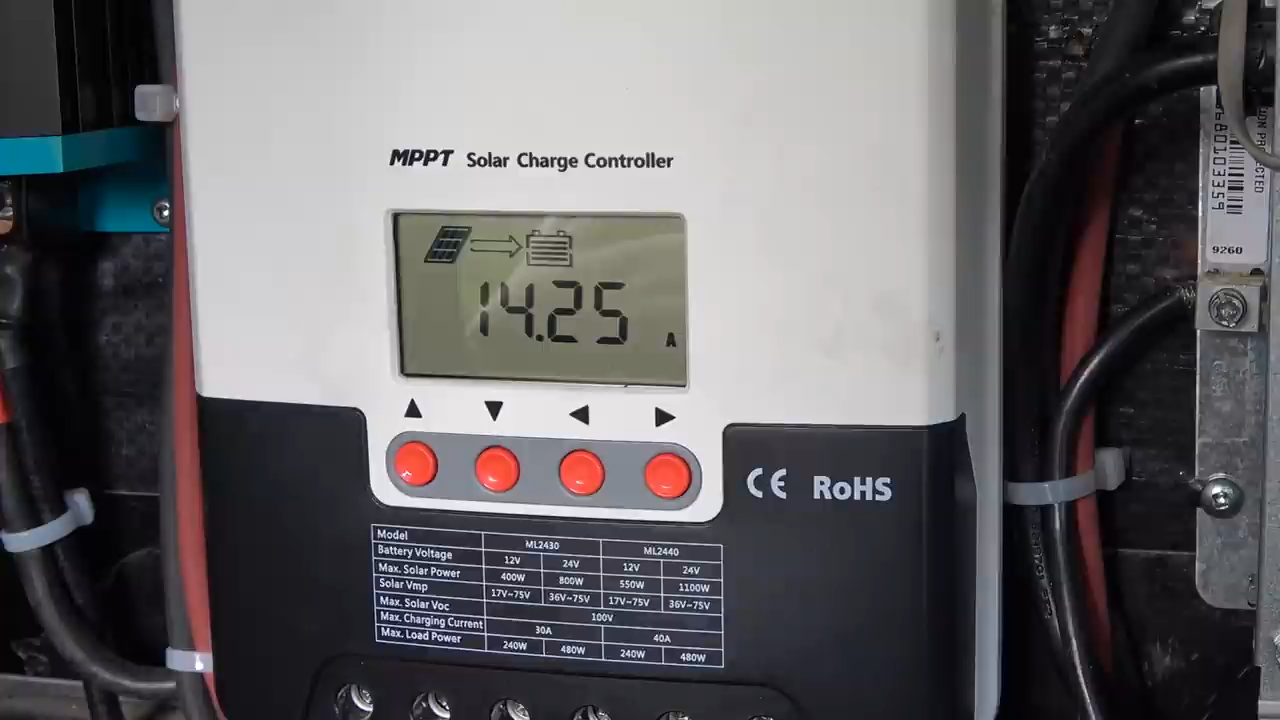 MPPT Solar Charge Controller
14.25 A
CE RoHS
Model ML2430 ML2440
Battery Voltage 12V 24V 12V 24V
Max. Solar Power 400W 800W 550W 1100W
Solar Vmp 17V~75V 36V~75V 17V~75V 36V~75V
Max. Solar Voc 100V
Max. Charging Current 30A 40A
Max. Load Power 240W 480W 240W 480W
9260